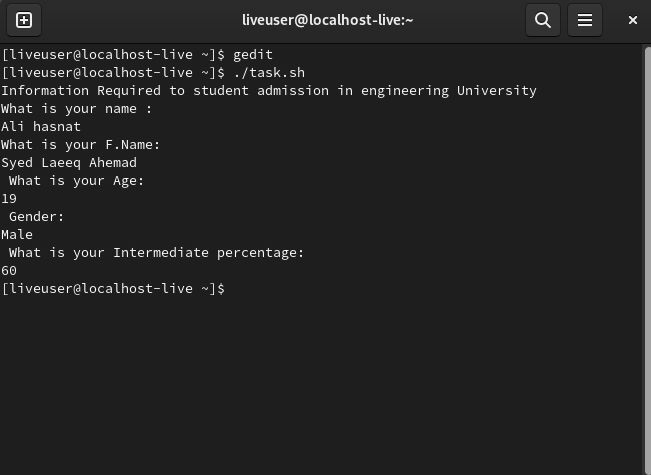 liveuser@localhost-live:~
[liveuser@localhost-live ~]$ gedit
[liveuser@localhost-live ~]$ ./task.sh
Information Required to student admission in engineering University
What is your name :
Ali hasnat
What is your F.Name:
Syed Laeeq Ahemad
 What is your Age:
19
 Gender:
Male
 What is your Intermediate percentage:
60
[liveuser@localhost-live ~]$